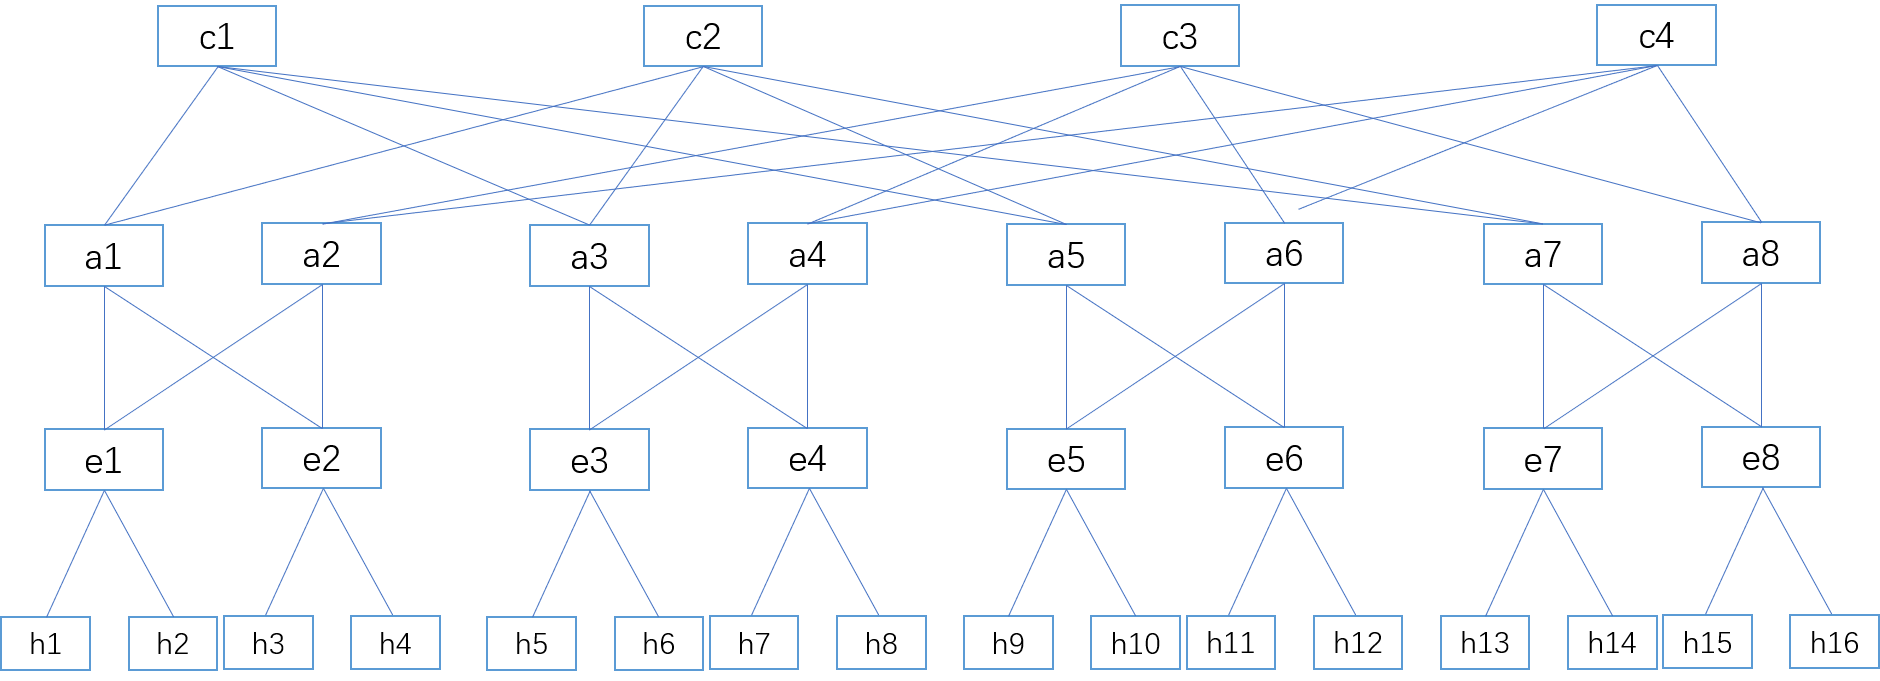 c1 c2 c3 c4
a1 a2 a3 a4 a5 a6 a7 a8
e1 e2 e3 e4 e5 e6 e7 e8
h1 h2 h3 h4 h5 h6 h7 h8 h9 h10 h11 h12 h13 h14 h15 h16